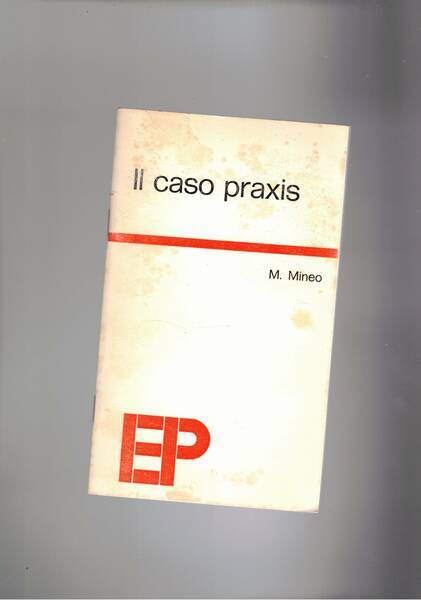 Il caso praxis
M. Mineo
EP